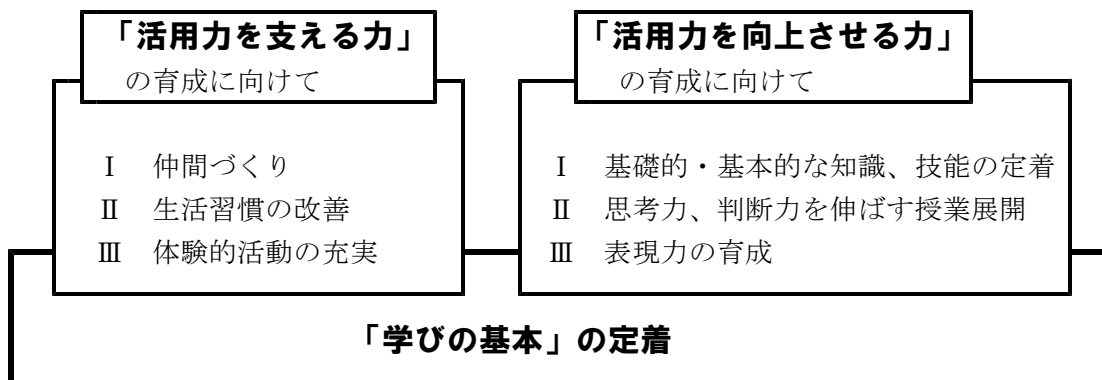 「活用力を支える力」
の育成に向けて
Ⅰ 仲間づくり
Ⅱ 生活習慣の改善
Ⅲ 体験的活動の充実
「活用力を向上させる力」
の育成に向けて
Ⅰ 基礎的・基本的な知識、技能の定着
Ⅱ 思考力、判断力を伸ばす授業展開
Ⅲ 表現力の育成
「学びの基本」の定着